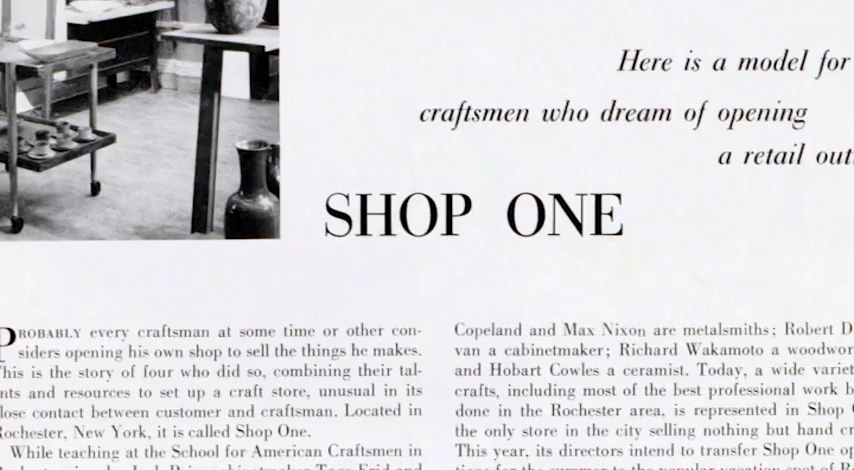 Here is a model for
craftsmen who dream of opening
a retail
SHOP ONE
PROBABLY every craftsman at some time or other con-
siders opening his own shop to sell the things he makes.
This is the story of four who did so, combining their tal-
ents and resources to set up a craft store, unusual in its
close contact between customer and craftsman. Located in
Rochester, New York, it is called Shop One.
While teaching at the School for American Craftsmen in
Copeland and Max Nixon are metalsmiths; Robert
van a cabinetmaker; Richard Wakamoto a
and Hobart Cowles a ceramist. Today, a wide
crafts, including most of the best professional work
done in the Rochester area, is represented in Shop
the only store in the city selling nothing but hand
This year, its directors intend to transfer Shop One